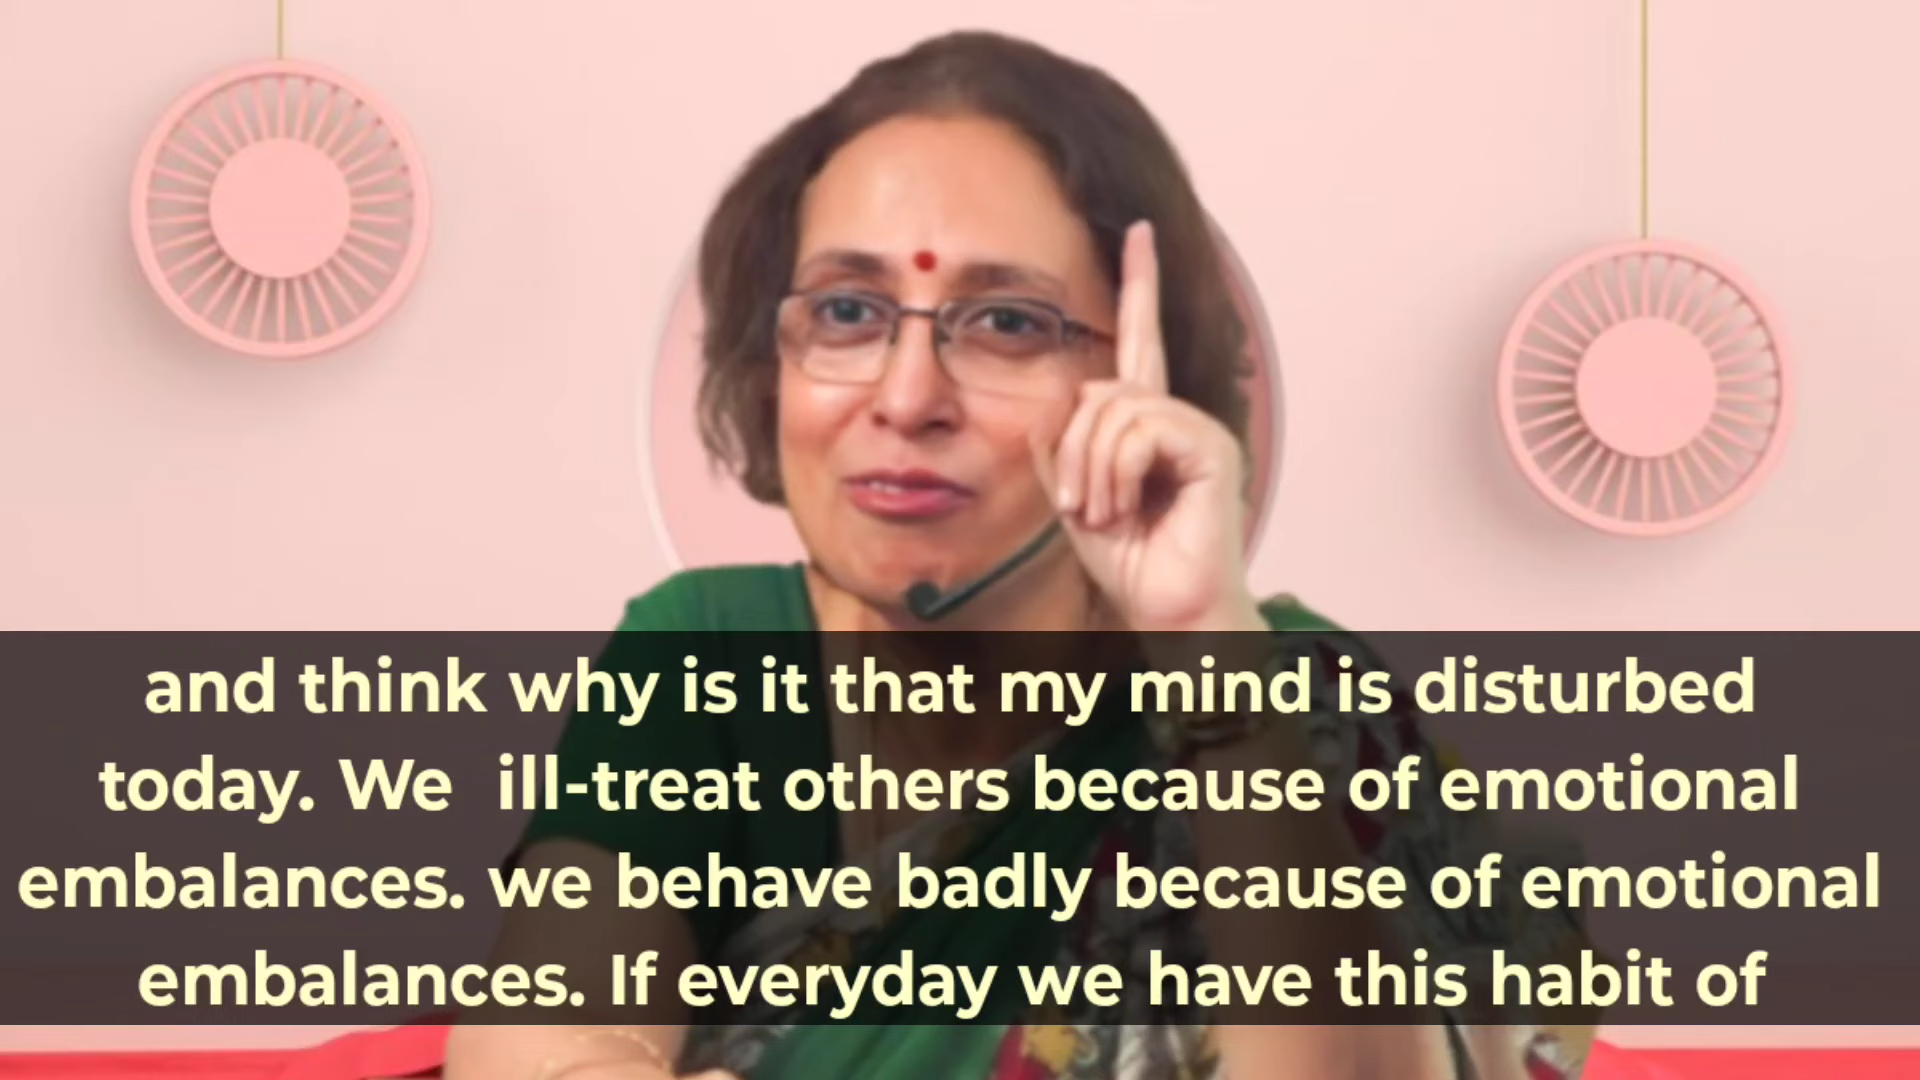 and think why is it that my mind is disturbed
today. We  ill-treat others because of emotional
embalances. we behave badly because of emotional
embalances. If everyday we have this habit of